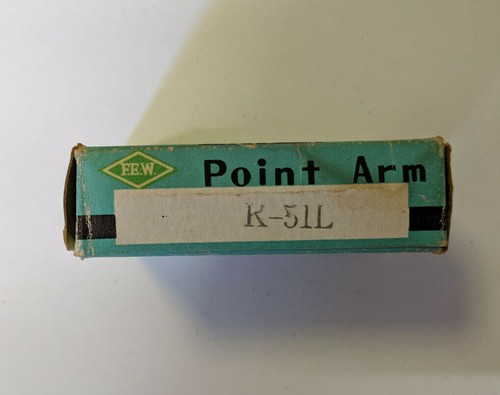 F.E.W.
Point Arm
K-51L